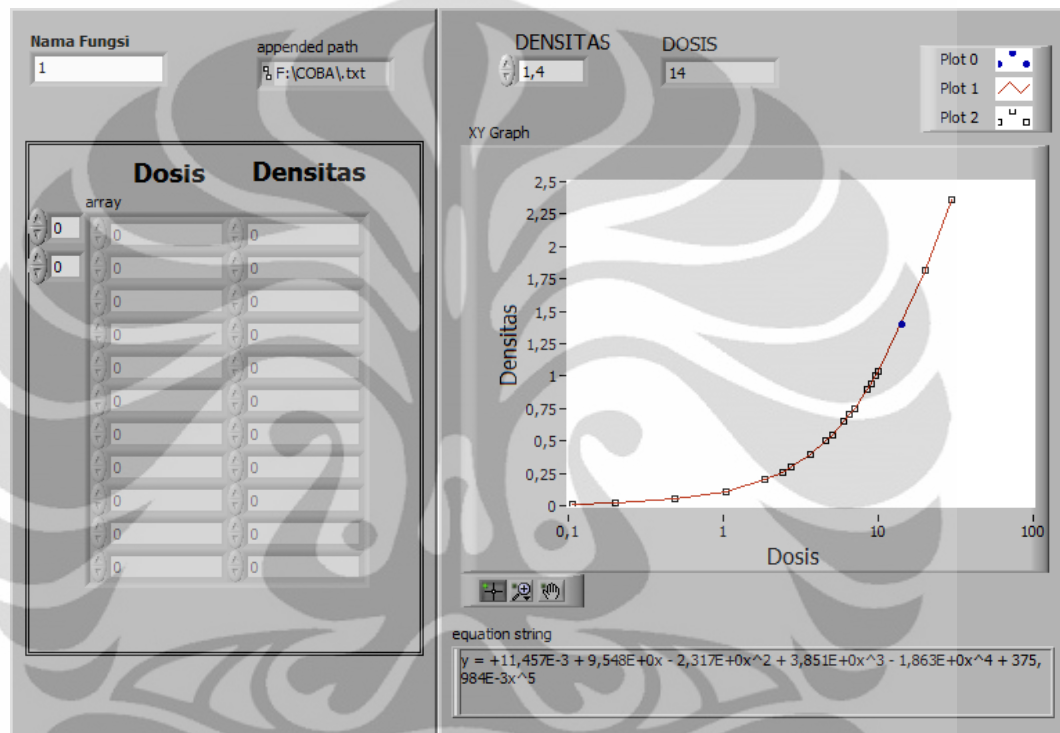 Nama Fungsi
1
appended path
F:\COBA\.txt
Dosis Densitas
array
0
0
0 0
0 0
0 0
0 0
0 0
0 0
0 0
0 0
0 0
0 0
0 0
DENSITAS
1,4
DOSIS
14
Plot 0
Plot 1
Plot 2
XY Graph
Densitas
2,5
2,25
2
1,75
1,5
1,25
1
0,75
0,5
0,25
0
0,1 1 10 100
Dosis
equation string
y = +11,457E-3 + 9,548E+0x - 2,317E+0x^2 + 3,851E+0x^3 - 1,863E+0x^4 + 375,
984E-3x^5